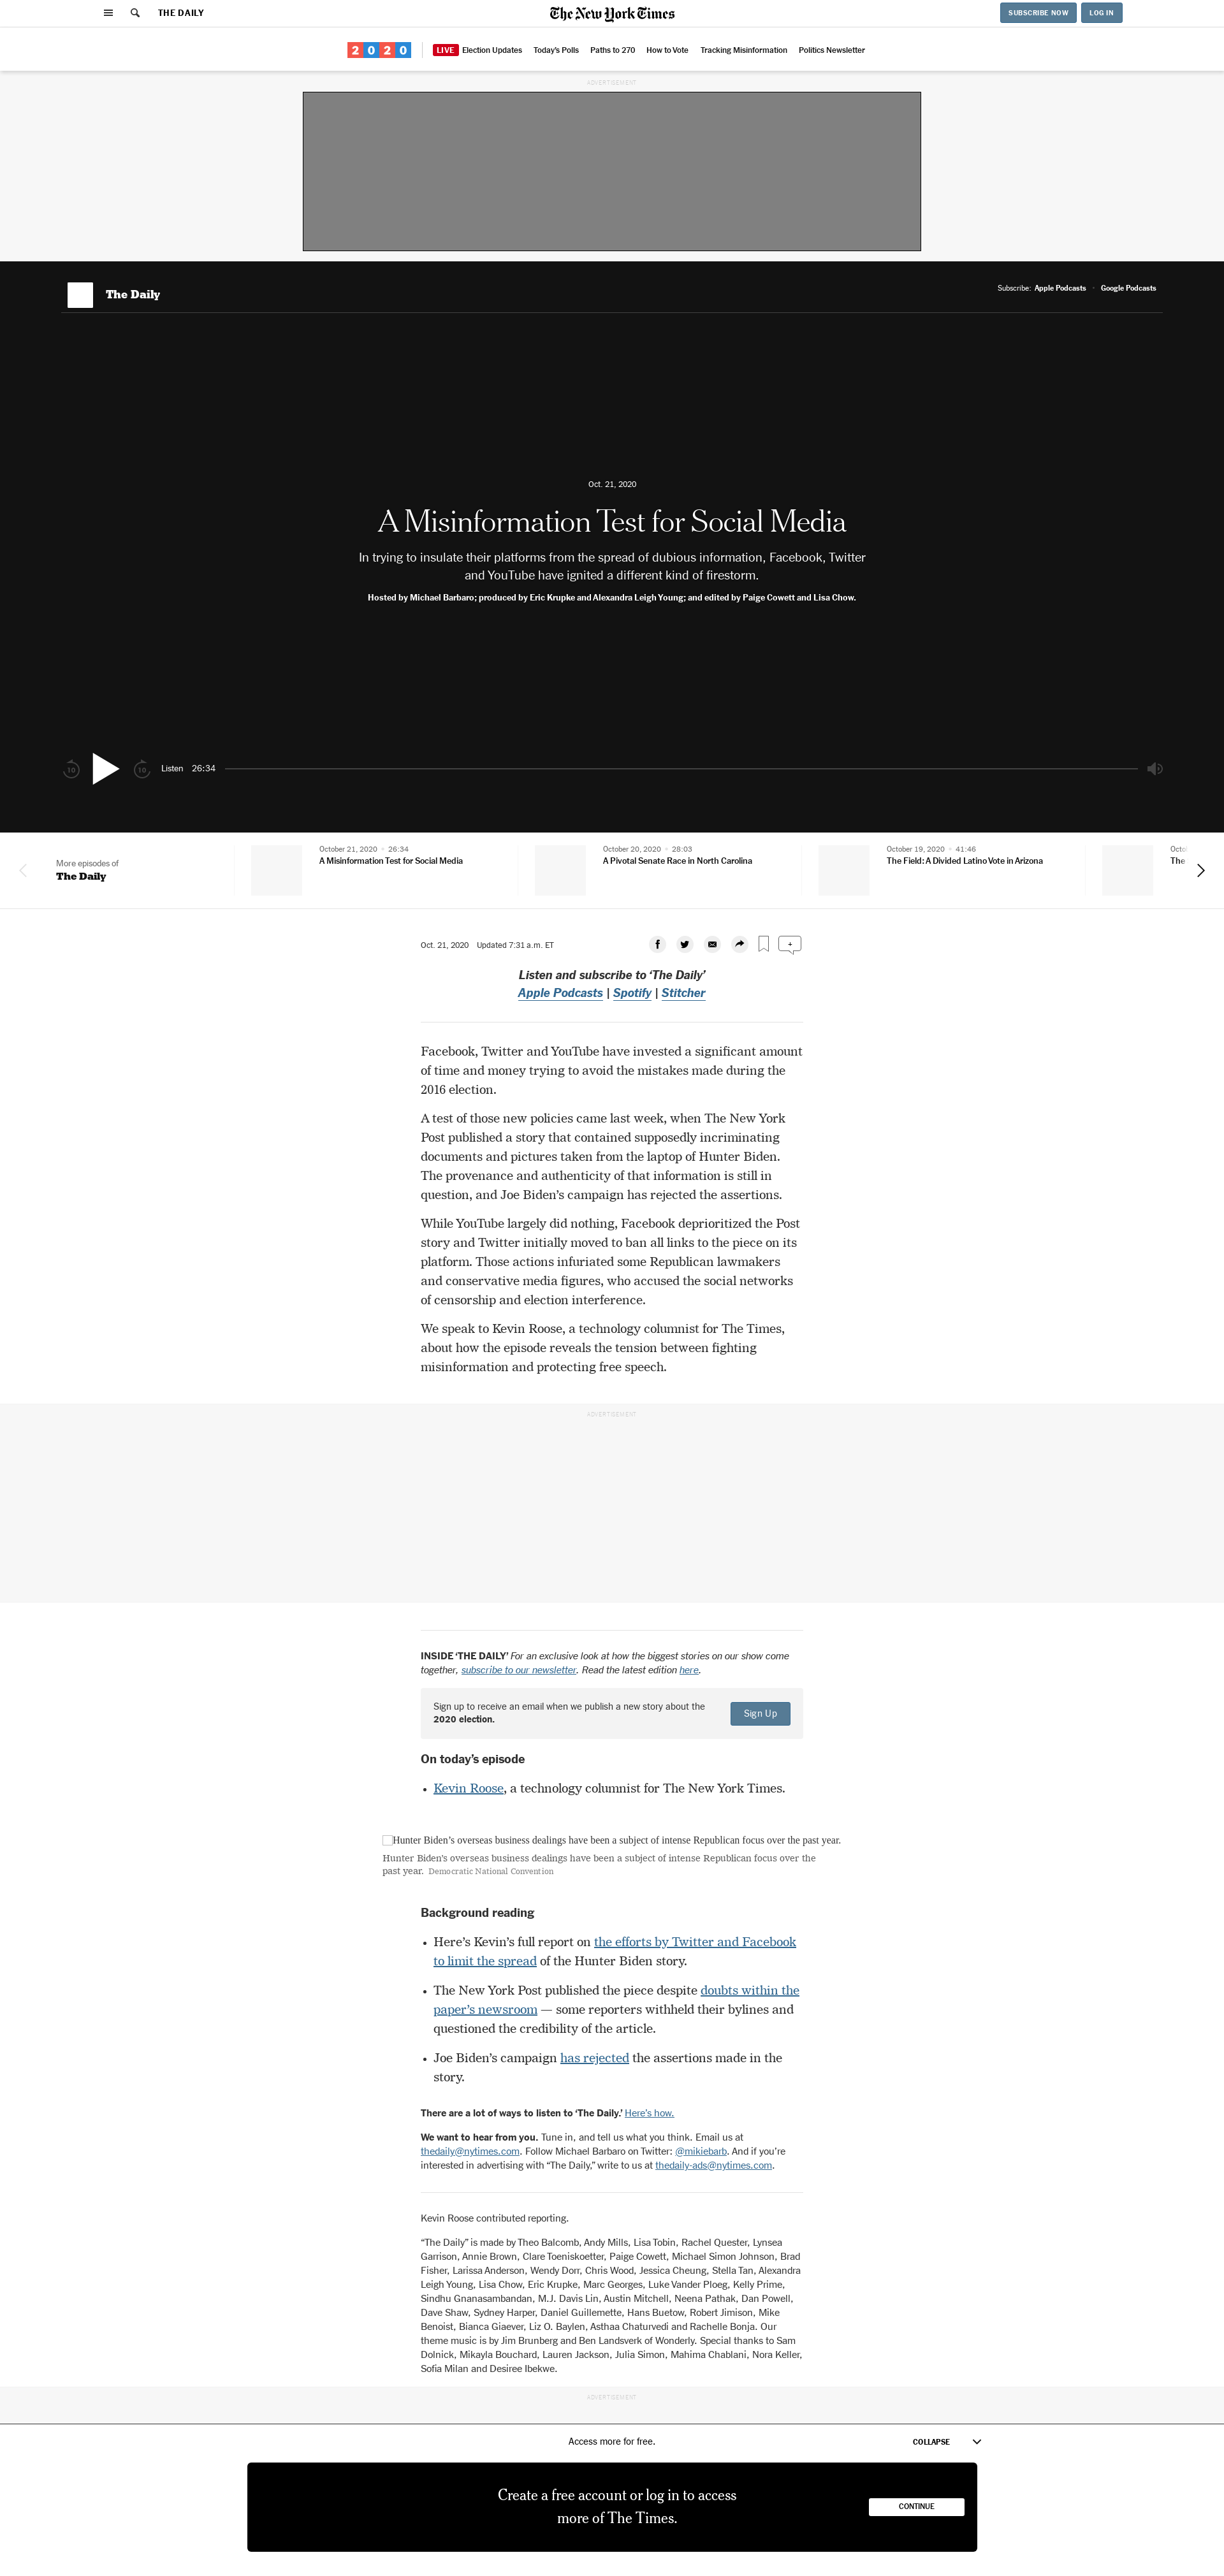 THE DAILY
The New York Times
SUBSCRIBE NOW
LOG IN
2020
LIVE Election Updates
Today's Polls
Paths to 270
How to Vote
Tracking Misinformation
Politics Newsletter
ADVERTISEMENT
The Daily
Subscribe: Apple Podcasts • Google Podcasts
Oct. 21, 2020
A Misinformation Test for Social Media
In trying to insulate their platforms from the spread of dubious information, Facebook, Twitter
and YouTube have ignited a different kind of firestorm.
Hosted by Michael Barbaro; produced by Eric Krupke and Alexandra Leigh Young; and edited by Paige Cowett and Lisa Chow.
10
10
Listen 26:34
More episodes of
The Daily
October 21, 2020 • 26:34
A Misinformation Test for Social Media
October 20, 2020 • 28:03
A Pivotal Senate Race in North Carolina
October 19, 2020 • 41:46
The Field: A Divided Latino Vote in Arizona
Octo
The
Oct. 21, 2020 Updated 7:31 a.m. ET
+
Listen and subscribe to ‘The Daily’
Apple Podcasts | Spotify | Stitcher
Facebook, Twitter and YouTube have invested a significant amount
of time and money trying to avoid the mistakes made during the
2016 election.
A test of those new policies came last week, when The New York
Post published a story that contained supposedly incriminating
documents and pictures taken from the laptop of Hunter Biden.
The provenance and authenticity of that information is still in
question, and Joe Biden’s campaign has rejected the assertions.
While YouTube largely did nothing, Facebook deprioritized the Post
story and Twitter initially moved to ban all links to the piece on its
platform. Those actions infuriated some Republican lawmakers
and conservative media figures, who accused the social networks
of censorship and election interference.
We speak to Kevin Roose, a technology columnist for The Times,
about how the episode reveals the tension between fighting
misinformation and protecting free speech.
ADVERTISEMENT
INSIDE ‘THE DAILY’ For an exclusive look at how the biggest stories on our show come
together, subscribe to our newsletter. Read the latest edition here.
Sign up to receive an email when we publish a new story about the
2020 election.
Sign Up
On today’s episode
• Kevin Roose, a technology columnist for The New York Times.
Hunter Biden’s overseas business dealings have been a subject of intense Republican focus over the past year.
Hunter Biden’s overseas business dealings have been a subject of intense Republican focus over the
past year. Democratic National Convention
Background reading
• Here’s Kevin’s full report on the efforts by Twitter and Facebook
to limit the spread of the Hunter Biden story.
• The New York Post published the piece despite doubts within the
paper’s newsroom — some reporters withheld their bylines and
questioned the credibility of the article.
• Joe Biden’s campaign has rejected the assertions made in the
story.
There are a lot of ways to listen to ‘The Daily.’ Here’s how.
We want to hear from you. Tune in, and tell us what you think. Email us at
thedaily@nytimes.com. Follow Michael Barbaro on Twitter: @mikiebarb. And if you’re
interested in advertising with “The Daily,” write to us at thedaily-ads@nytimes.com.
Kevin Roose contributed reporting.
“The Daily” is made by Theo Balcomb, Andy Mills, Lisa Tobin, Rachel Quester, Lynsea
Garrison, Annie Brown, Clare Toeniskoetter, Paige Cowett, Michael Simon Johnson, Brad
Fisher, Larissa Anderson, Wendy Dorr, Chris Wood, Jessica Cheung, Stella Tan, Alexandra
Leigh Young, Lisa Chow, Eric Krupke, Marc Georges, Luke Vander Ploeg, Kelly Prime,
Sindhu Gnanasambandan, M.J. Davis Lin, Austin Mitchell, Neena Pathak, Dan Powell,
Dave Shaw, Sydney Harper, Daniel Guillemette, Hans Buetow, Robert Jimison, Mike
Benoist, Bianca Giaever, Liz O. Baylen, Asthaa Chaturvedi and Rachelle Bonja. Our
theme music is by Jim Brunberg and Ben Landsverk of Wonderly. Special thanks to Sam
Dolnick, Mikayla Bouchard, Lauren Jackson, Julia Simon, Mahima Chablani, Nora Keller,
Sofia Milan and Desiree Ibekwe.
ADVERTISEMENT
Access more for free.
COLLAPSE
Create a free account or log in to access
more of The Times.
CONTINUE